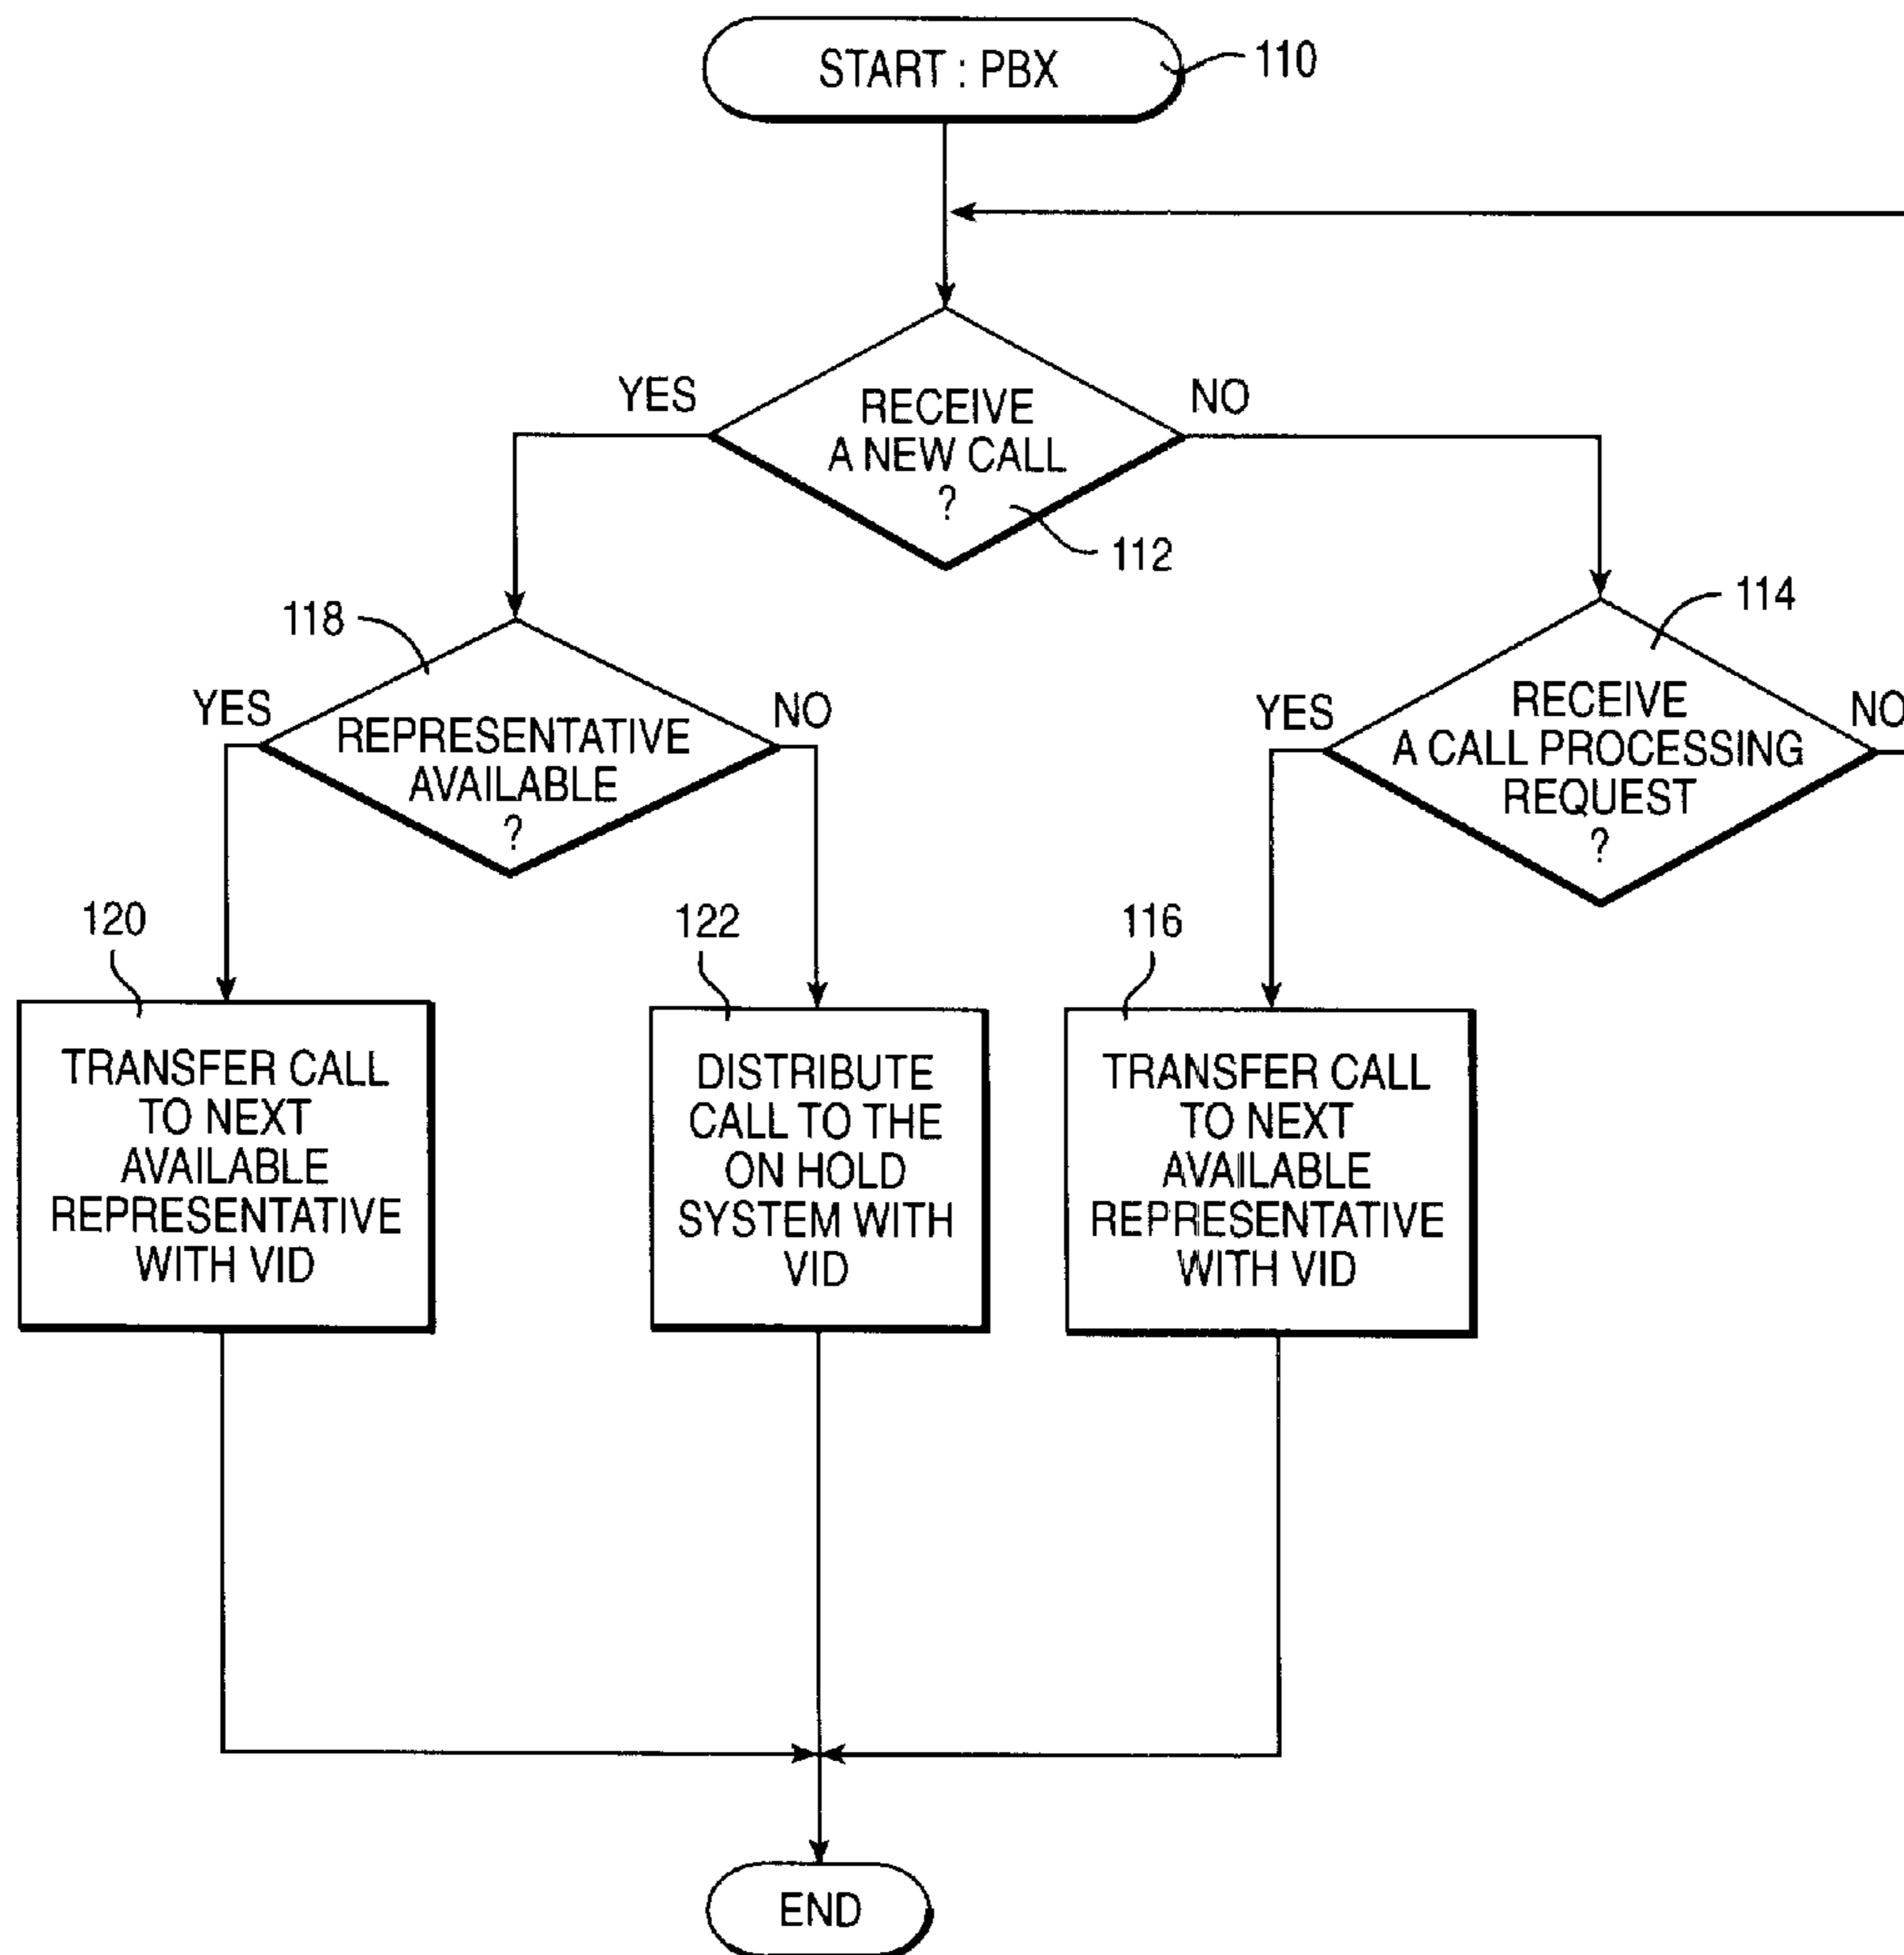 START : PBX
110
YES
NO
RECEIVE
A NEW CALL
?
112
118
114
YES
NO
REPRESENTATIVE
AVAILABLE
?
YES
NO
RECEIVE
A CALL PROCESSING
REQUEST
?
120
122
116
TRANSFER CALL
TO NEXT
AVAILABLE
REPRESENTATIVE
WITH VID
DISTRIBUTE
CALL TO THE
ON HOLD
SYSTEM WITH
VID
TRANSFER CALL
TO NEXT
AVAILABLE
REPRESENTATIVE
WITH VID
END